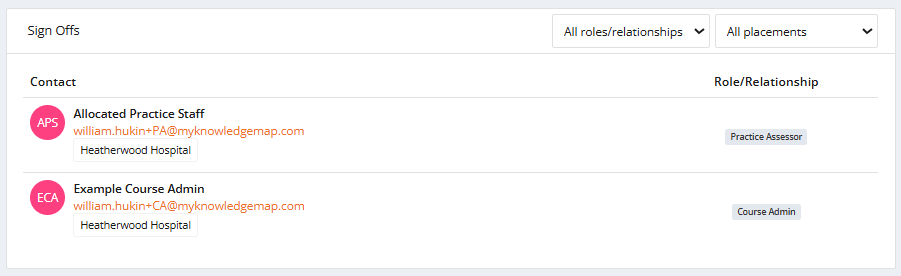 Sign Offs
All roles/relationships
All placements
Contact
Role/Relationship
APS
Allocated Practice Staff
william.hukin+PA@myknowledgemap.com
Heatherwood Hospital
Practice Assessor
ECA
Example Course Admin
william.hukin+CA@myknowledgemap.com
Heatherwood Hospital
Course Admin